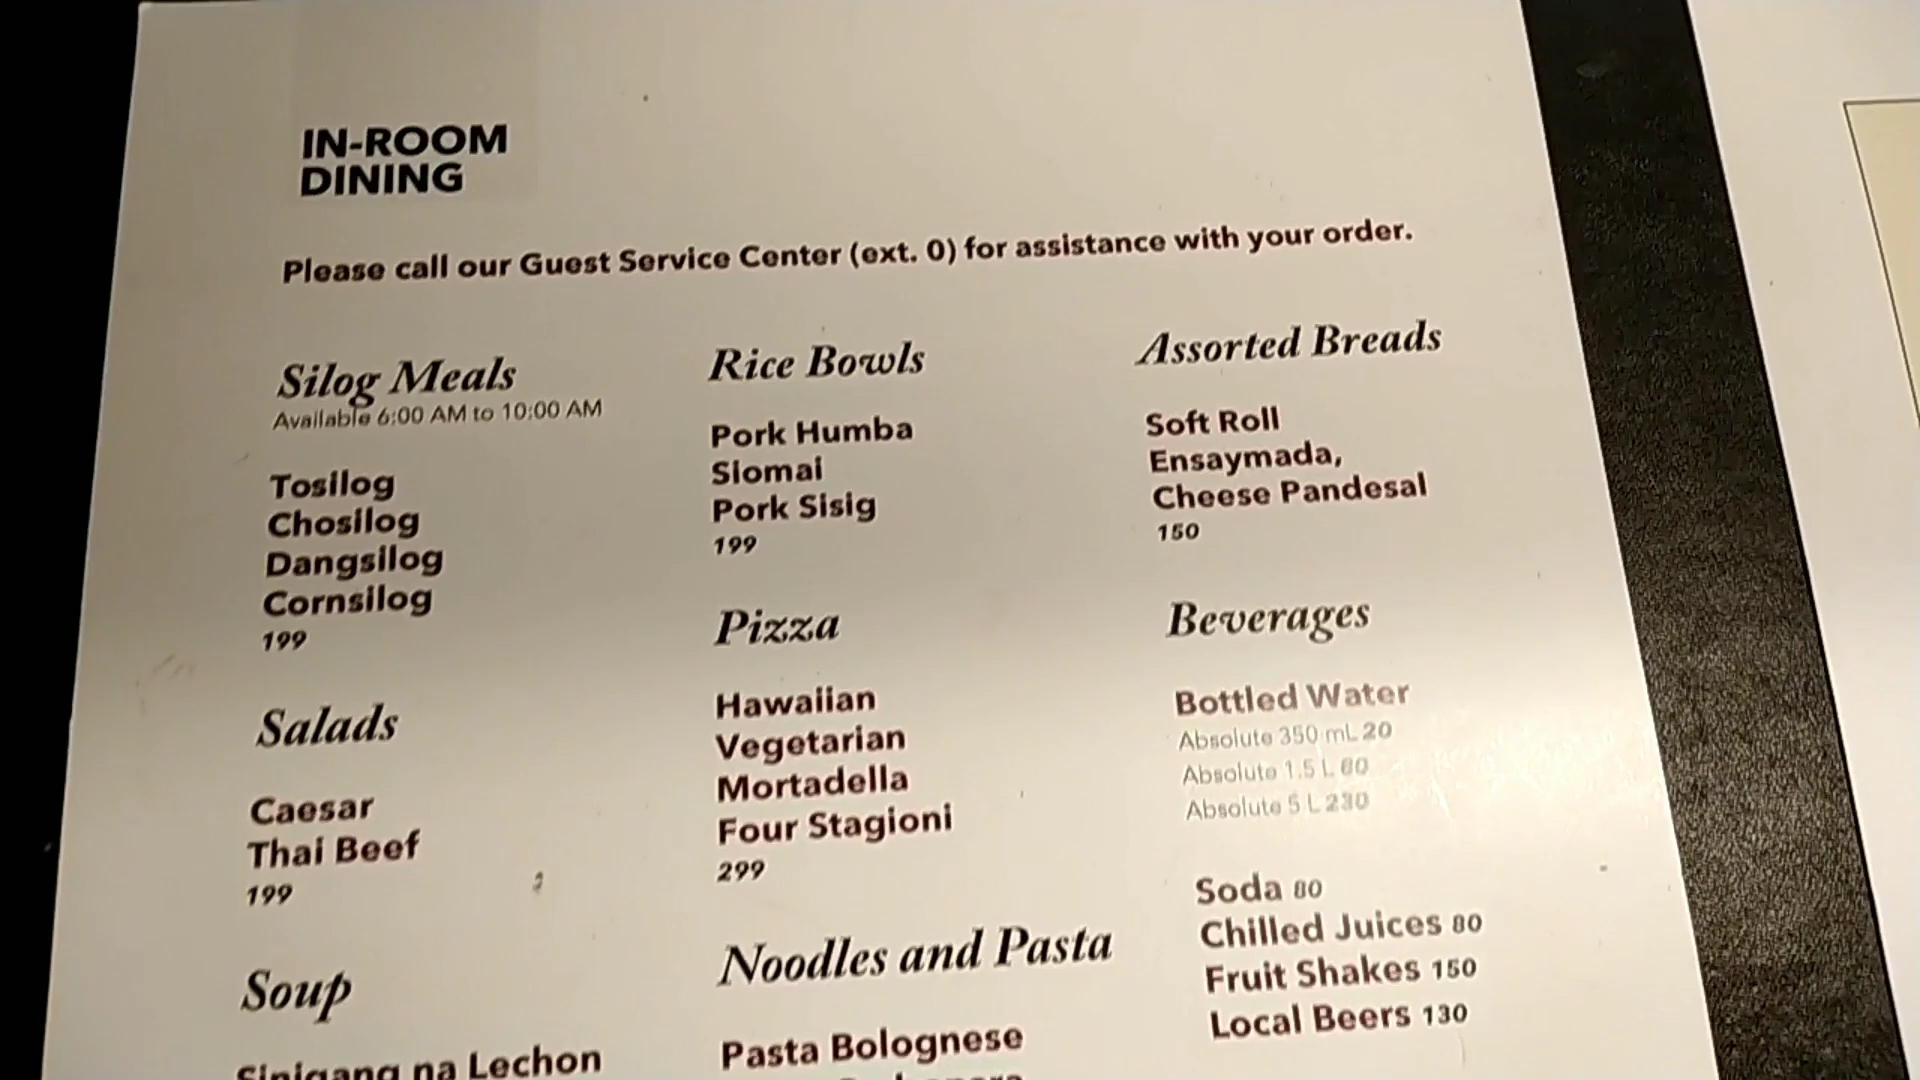 IN-ROOM
DINING
Please call our Guest Service Center (ext. 0) for assistance with your order.
Silog Meals
Available 6:00 AM to 10:00 AM
Tosilog
Chosilog
Dangsilog
Cornsilog
199
Salads
Caesar
Thai Beef
199
Soup
Sinigang na Lechon
Rice Bowls
Pork Humba
Siomai
Pork Sisig
199
Pizza
Hawaiian
Vegetarian
Mortadella
Four Stagioni
299
Noodles and Pasta
Pasta Bolognese
Assorted Breads
Soft Roll
Ensaymada,
Cheese Pandesal
150
Beverages
Bottled Water
Absolute 350 mL 20
Absolute 1.5 L 60
Absolute 5 L 230
Soda 80
Chilled Juices 80
Fruit Shakes 150
Local Beers 130